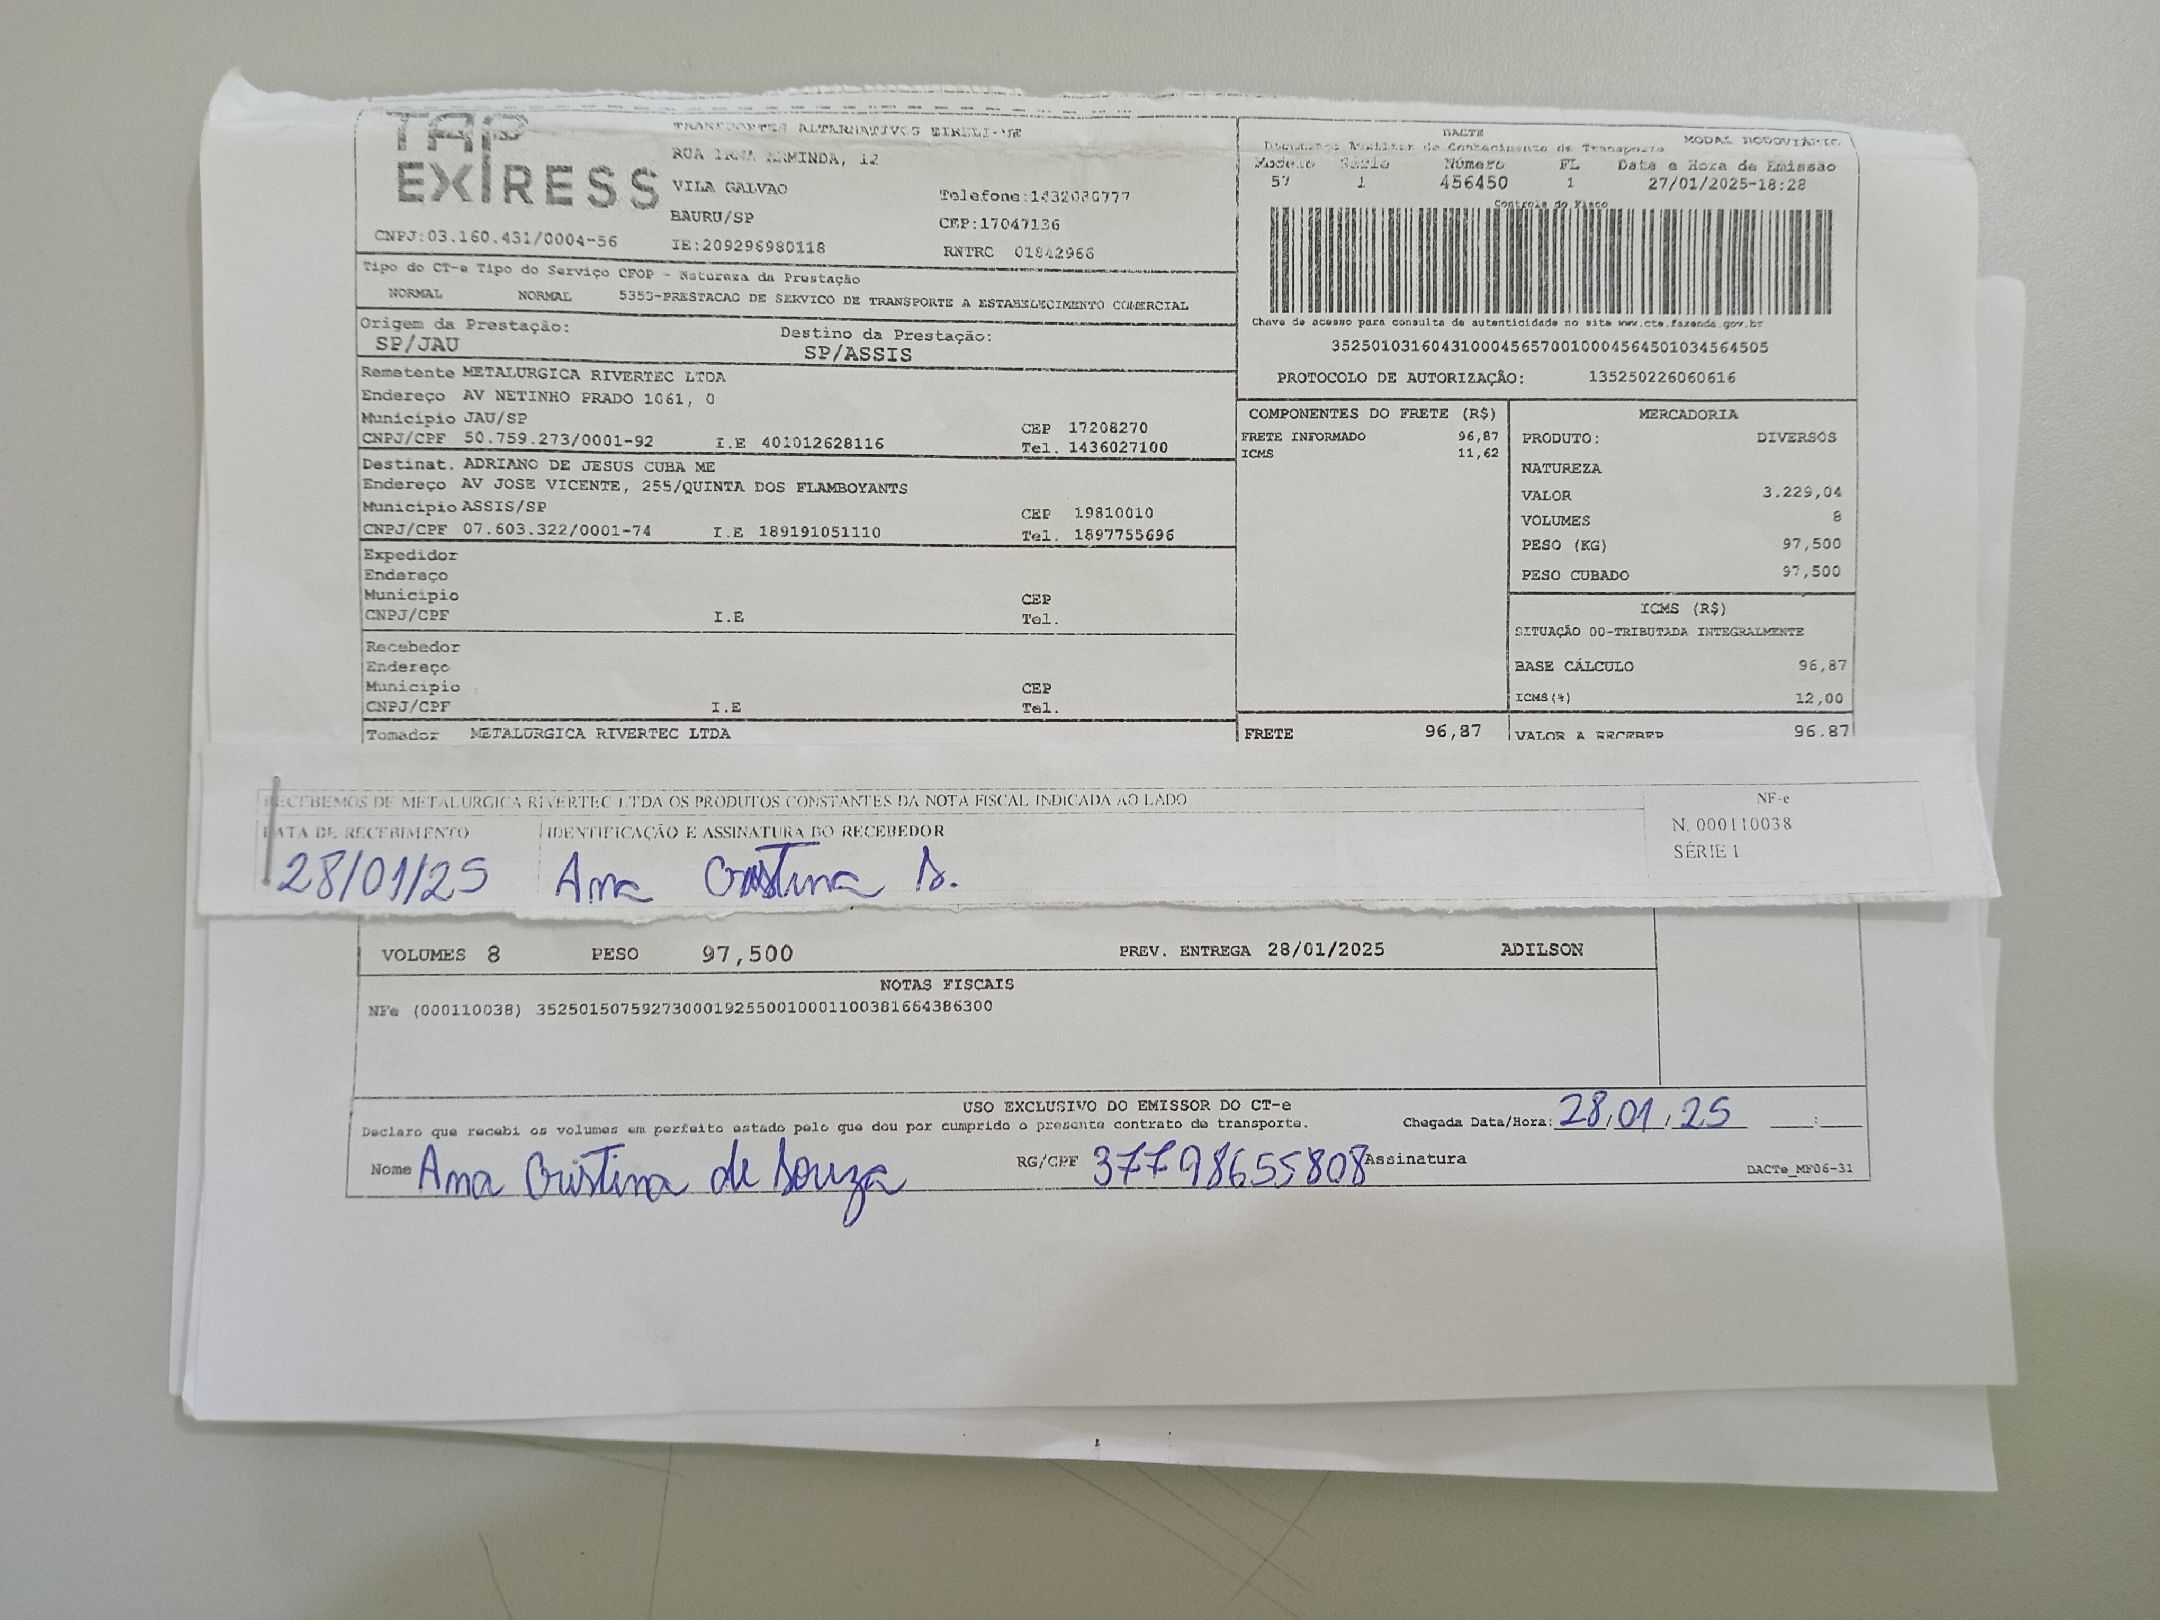 TAP
EXPRESS
TRANSPORTES ALTERNATIVOS EIRELI-ME
RUA IRMA ARMINDA, 12
VILA GALVAO
BAURU/SP
IE:209296980118
CNPJ:03.160.431/0004-56
CEP:17047136
RNTRC 01842966
DACTE
MODAL RODOVIÁRIO
Documento Auxiliar de Conhecimento de Transporte
Modelo Série Número FL Data e Hora de Emissão
57 1 456450 1 27/01/2025-18:28
Controle do Fisco
Tipo do CT-e Tipo do Serviço CFOP - Natureza da Prestação
NORMAL NORMAL 5353-PRESTACAO DE SERVICO DE TRANSPORTE A ESTABELECIMENTO COMERCIAL
Origem da Prestação: Destino da Prestação:
SP/JAU SP/ASSIS
Chave de acesso para consulta de autenticidade no site www.cte.fazenda.gov.br
35250103160431000456570010004564501034564505
PROTOCOLO DE AUTORIZAÇÃO: 135250226060616
Remetente METALURGICA RIVERTEC LTDA
Endereço AV NETINHO PRADO 1061, 0
Município JAU/SP CEP 17208270
CNPJ/CPF 50.759.273/0001-92 I.E 401012628116 Tel. 1436027100
Destinat. ADRIANO DE JESUS CUBA ME
Endereço AV JOSE VICENTE, 255/QUINTA DOS FLAMBOYANTS
Município ASSIS/SP CEP 19810010
CNPJ/CPF 07.603.322/0001-74 I.E 189191051110 Tel. 1897755696
Expedidor
Endereço
Município CEP
CNPJ/CPF I.E Tel.
Recebedor
Endereço
Município CEP
CNPJ/CPF I.E Tel.
Tomador METALURGICA RIVERTEC LTDA
COMPONENTES DO FRETE (R$)
FRETE INFORMADO 96,87
ICMS 11,62
FRETE 96,87
MERCADORIA
PRODUTO: DIVERSOS
NATUREZA
VALOR 3.229,04
VOLUMES 8
PESO (KG) 97,500
PESO CUBADO 97,500
ICMS (R$)
SITUAÇÃO 00-TRIBUTADA INTEGRALMENTE
BASE CÁLCULO 96,87
ICMS(%) 12,00
VALOR A RECEBER 96.87
RECEBEMOS DE METALURGICA RIVERTEC LTDA OS PRODUTOS CONSTANTES DA NOTA FISCAL INDICADA AO LADO
DATA DE RECEBIMENTO IDENTIFICAÇÃO E ASSINATURA DO RECEBEDOR
28/01/25 Ana Cristina S.
NF-e
N. 000110038
SÉRIE 1
VOLUMES 8 PESO 97,500 PREV. ENTREGA 28/01/2025 ADILSON
NOTAS FISCAIS
NFe (000110038) 35250150759273000192550010001100381664386300
USO EXCLUSIVO DO EMISSOR DO CT-e
Declaro que recebi os volumes em perfeito estado pelo que dou por cumprido o presente contrato de transporte.
Chegada Data/Hora: 28/01/25 __:__
Nome Ana Cristina de Souza RG/CPF 37798655808 Assinatura
DACTe_MF06-31